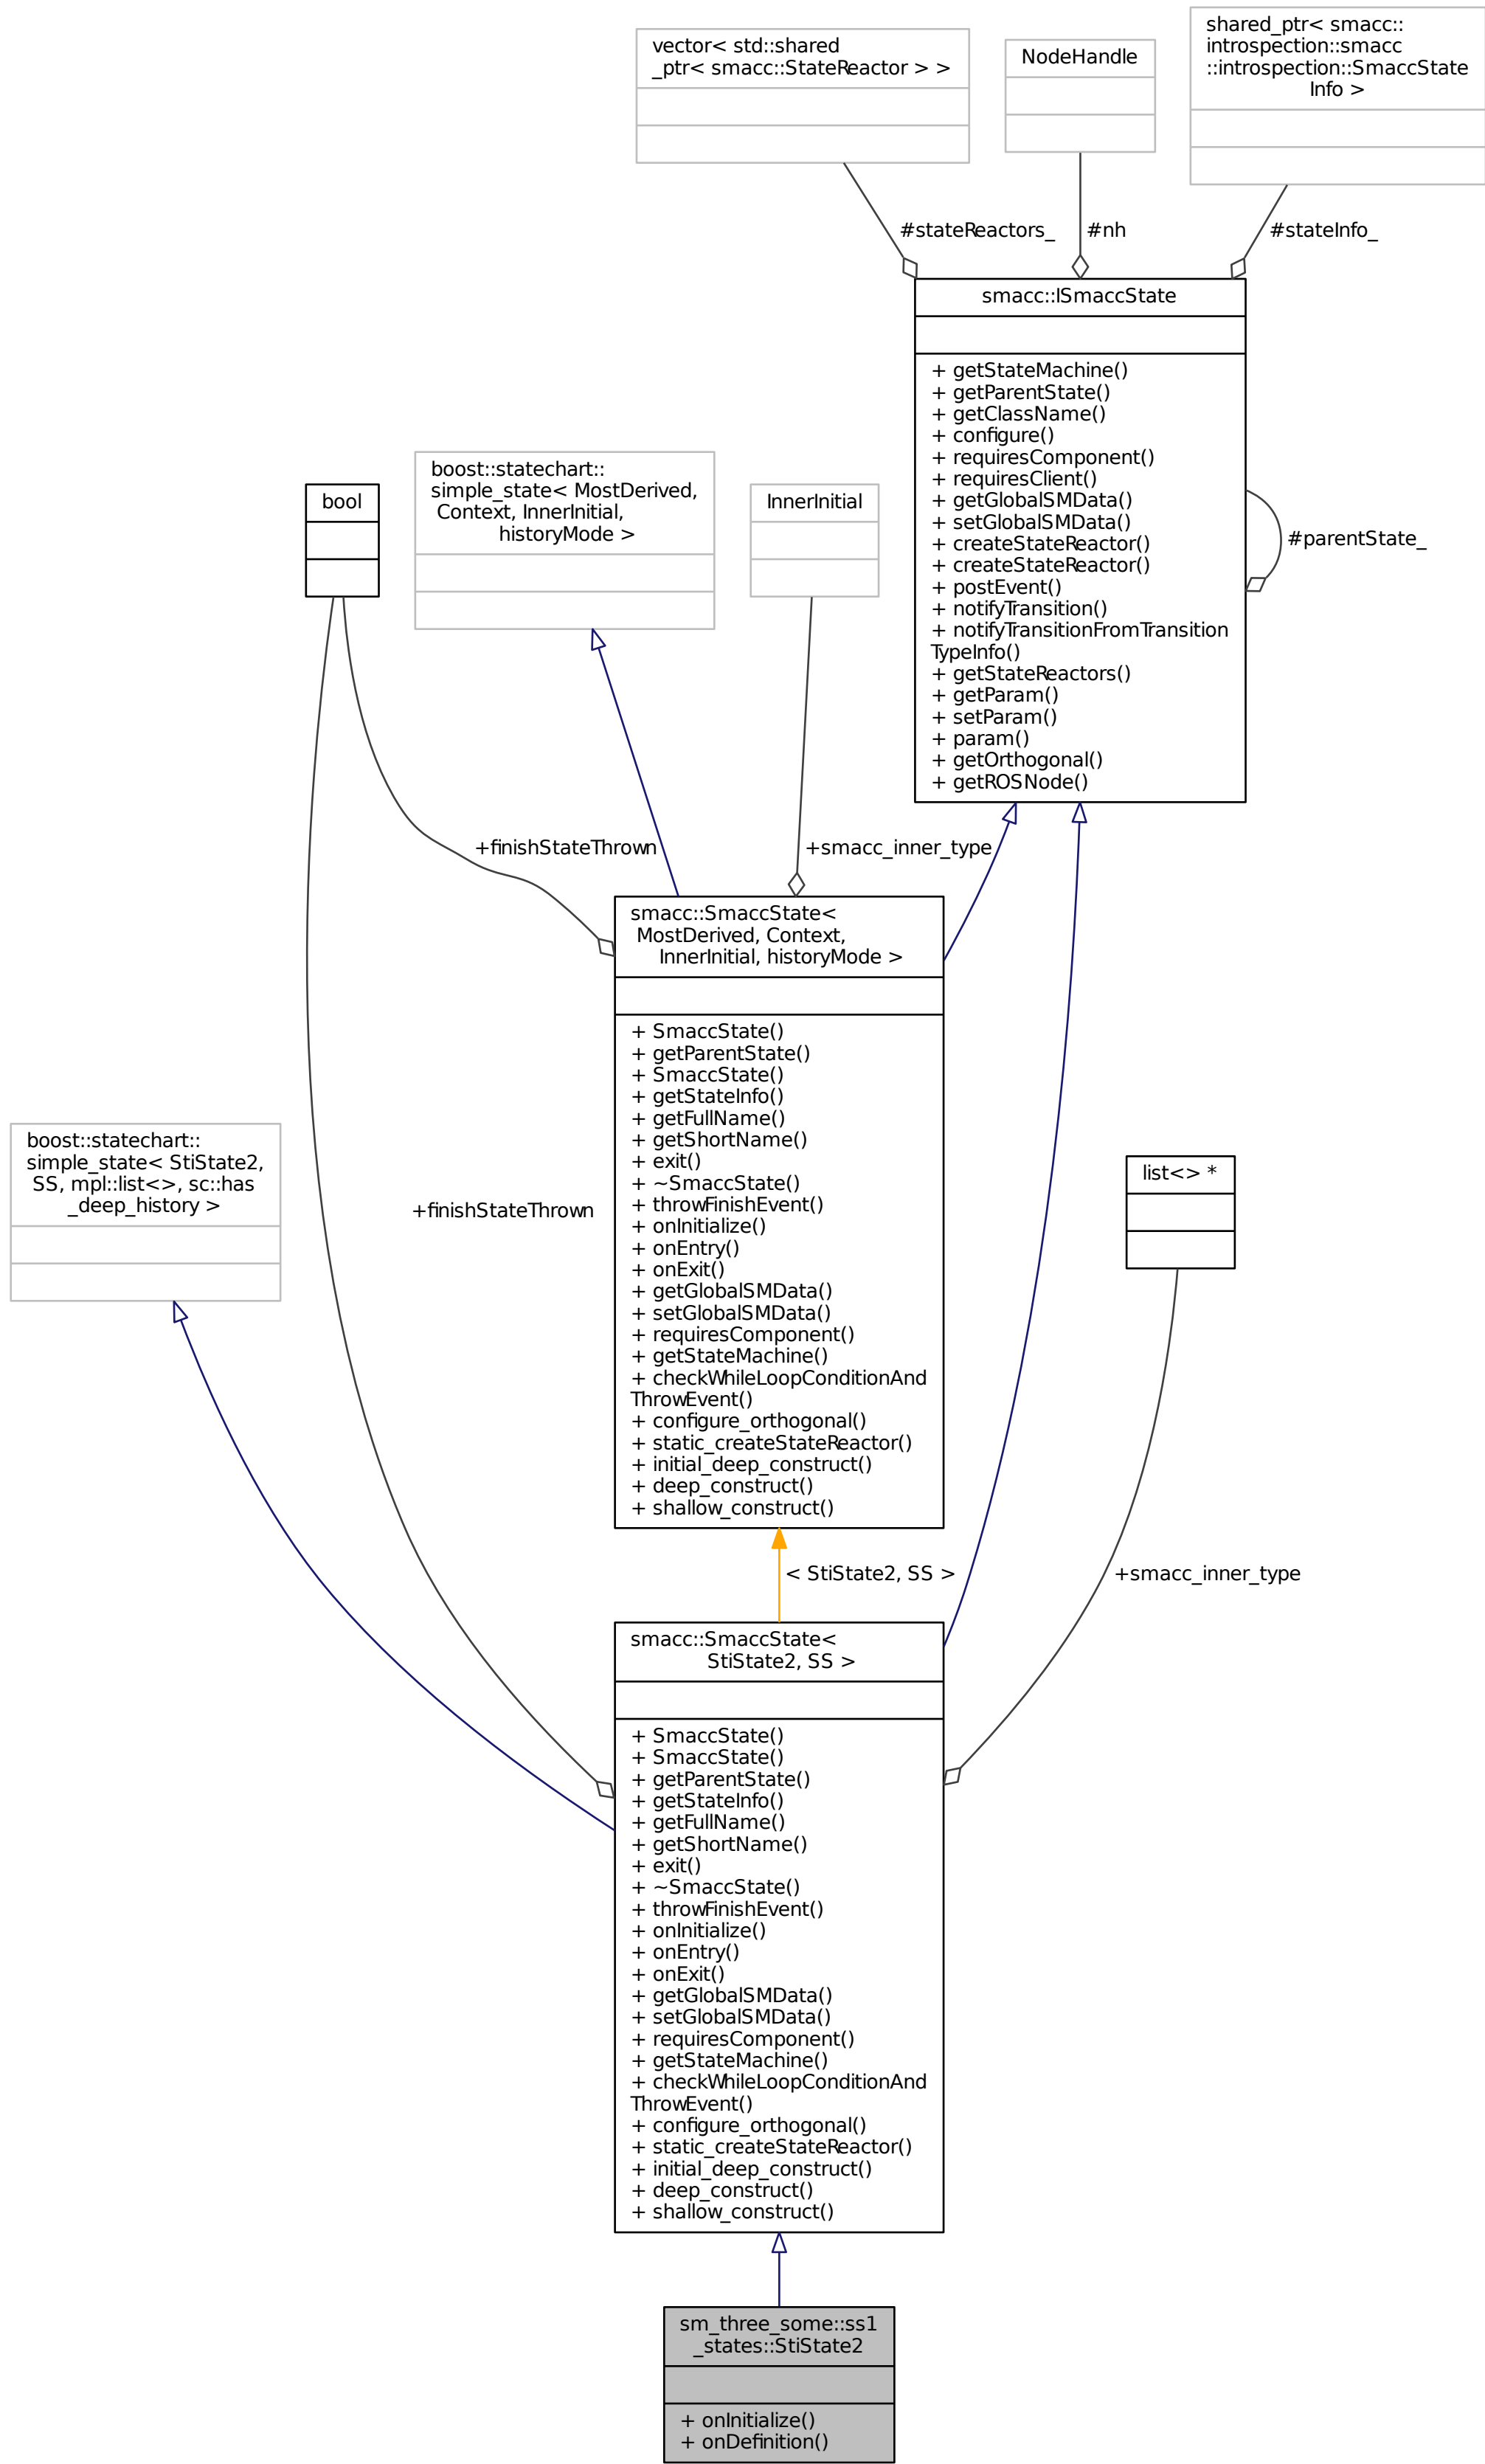 vector< std::shared
_ptr< smacc::StateReactor > >
NodeHandle
shared_ptr< smacc::
introspection::smacc
::introspection::SmaccState
Info >
#stateReactors_
#nh
#stateInfo_
smacc::ISmaccState
+ getStateMachine()
+ getParentState()
+ getClassName()
+ configure()
+ requiresComponent()
+ requiresClient()
+ getGlobalSMData()
+ setGlobalSMData()
+ createStateReactor()
+ createStateReactor()
+ postEvent()
+ notifyTransition()
+ notifyTransitionFromTransition
TypeInfo()
+ getStateReactors()
+ getParam()
+ setParam()
+ param()
+ getOrthogonal()
+ getROSNode()
#parentState_
bool
boost::statechart::
simple_state< MostDerived,
Context, InnerInitial,
historyMode >
InnerInitial
+finishStateThrown
+smacc_inner_type
smacc::SmaccState<
MostDerived, Context,
InnerInitial, historyMode >
+ SmaccState()
+ getParentState()
+ SmaccState()
+ getStateInfo()
+ getFullName()
+ getShortName()
+ exit()
+ ~SmaccState()
+ throwFinishEvent()
+ onInitialize()
+ onEntry()
+ onExit()
+ getGlobalSMData()
+ setGlobalSMData()
+ requiresComponent()
+ getStateMachine()
+ checkWhileLoopConditionAnd
ThrowEvent()
+ configure_orthogonal()
+ static_createStateReactor()
+ initial_deep_construct()
+ deep_construct()
+ shallow_construct()
boost::statechart::
simple_state< StiState2,
SS, mpl::list<>, sc::has
_deep_history >
+finishStateThrown
list<> *
< StiState2, SS >
+smacc_inner_type
smacc::SmaccState<
StiState2, SS >
+ SmaccState()
+ SmaccState()
+ getParentState()
+ getStateInfo()
+ getFullName()
+ getShortName()
+ exit()
+ ~SmaccState()
+ throwFinishEvent()
+ onInitialize()
+ onEntry()
+ onExit()
+ getGlobalSMData()
+ setGlobalSMData()
+ requiresComponent()
+ getStateMachine()
+ checkWhileLoopConditionAnd
ThrowEvent()
+ configure_orthogonal()
+ static_createStateReactor()
+ initial_deep_construct()
+ deep_construct()
+ shallow_construct()
sm_three_some::ss1
_states::StiState2
+ onInitialize()
+ onDefinition()